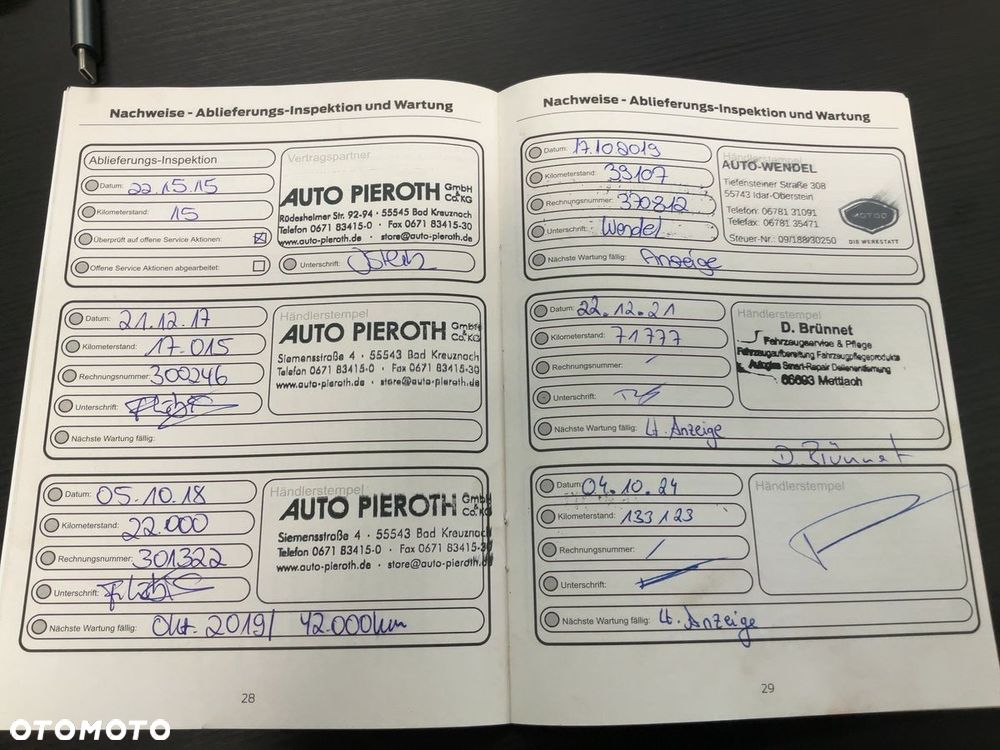 Nachweise - Ablieferungs-Inspektion und Wartung
Ablieferungs-Inspektion
Datum: 22.15.15
Kilometerstand: 15
Überprüft auf offene Service Aktionen:
Offene Service Aktionen abgearbeitet:
Vertragspartner
AUTO PIEROTH GmbH Co.KG
Rüdesheimer Str. 92-94 · 55545 Bad Kreuznach
Telefon 0671 83415-0 · Fax 0671 83415-30
www.auto-pieroth.de · store@auto-pieroth.de
Unterschrift:
Datum: 21.12.17
Kilometerstand: 17.015
Rechnungsnummer: 300246
Unterschrift:
Nächste Wartung fällig:
Händlerstempel
AUTO PIEROTH GmbH Co.KG
Siemensstraße 4 · 55543 Bad Kreuznach
Telefon 0671 83415-0 · Fax 0671 83415-30
www.auto-pieroth.de · store@auto-pieroth.de
Datum: 05.10.18
Kilometerstand: 22.000
Rechnungsnummer: 301322
Unterschrift:
Nächste Wartung fällig: Okt. 2019/ 42.000km
Händlerstempel
AUTO PIEROTH GmbH Co.KG
Siemensstraße 4 · 55543 Bad Kreuznach
Telefon 0671 83415-0 · Fax 0671 83415-30
www.auto-pieroth.de · store@auto-pieroth.de
28
Nachweise - Ablieferungs-Inspektion und Wartung
Datum: 17.10.2019
Kilometerstand: 39107
Rechnungsnummer: 370812
Unterschrift: Wendel
Nächste Wartung fällig: Anzeige
Händlerstempel
AUTO-WENDEL
Tiefensteiner Straße 308
55743 Idar-Oberstein
Telefon: 06781 31091
Telefax: 06781 35471
Steuer-Nr.: 09/188/30250
AUTOGO
DIE WERKSTATT
Datum: 22.12.21
Kilometerstand: 71777
Rechnungsnummer:
Unterschrift:
Nächste Wartung fällig: Lt. Anzeige
Händlerstempel
D. Brünnet
Fahrzeugservice & Pflege
Fahrzeugaufbereitung Fahrzeugpflegeprodukte
Autoglas Smart-Repair Dellenentfernung
66693 Mettlach
D. Brünnet
Datum: 04.10.24
Kilometerstand: 133123
Rechnungsnummer:
Unterschrift:
Nächste Wartung fällig: Lt. Anzeige
Händlerstempel
29
OTOMOTO